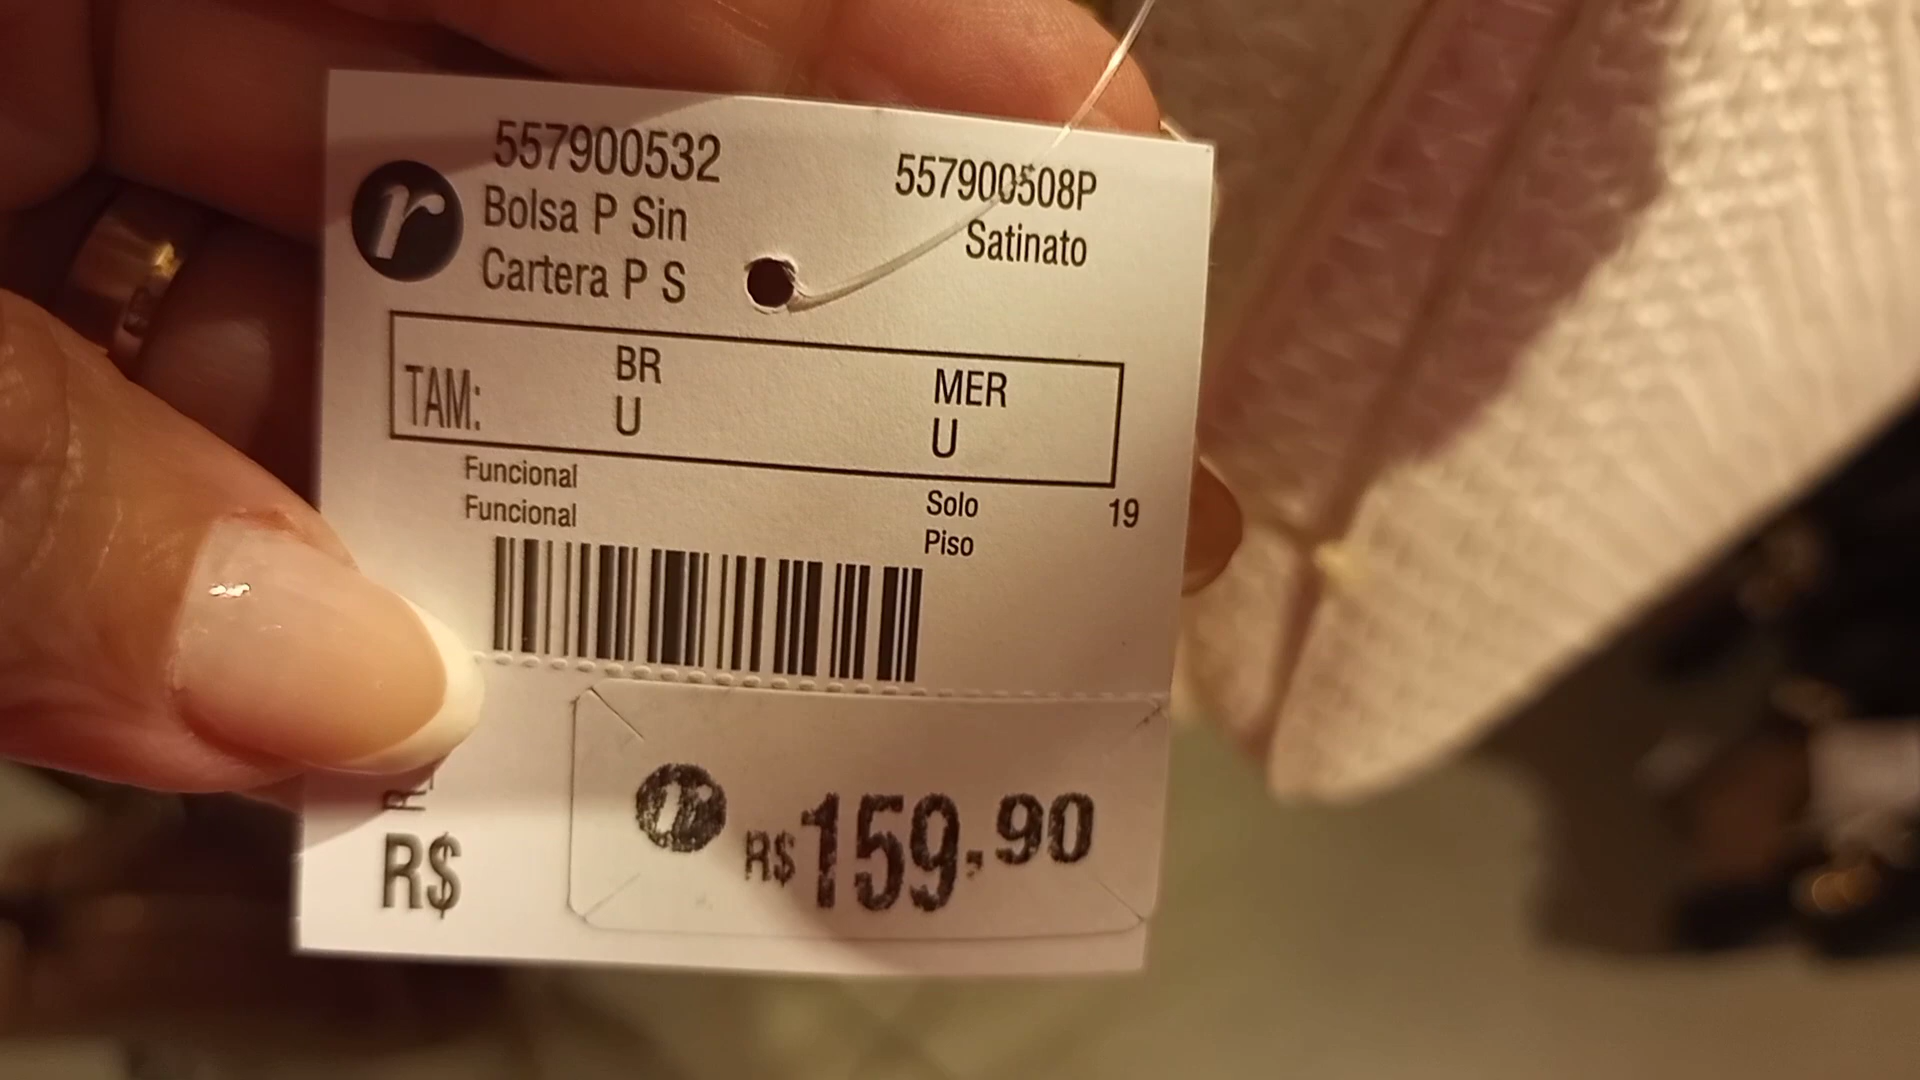 557900532
557900508P
r
Bolsa P Sin
Satinato
Cartera P S
BR
MER
TAM:
U
U
Funcional
Solo
19
Funcional
Piso
r R$159,90
R$